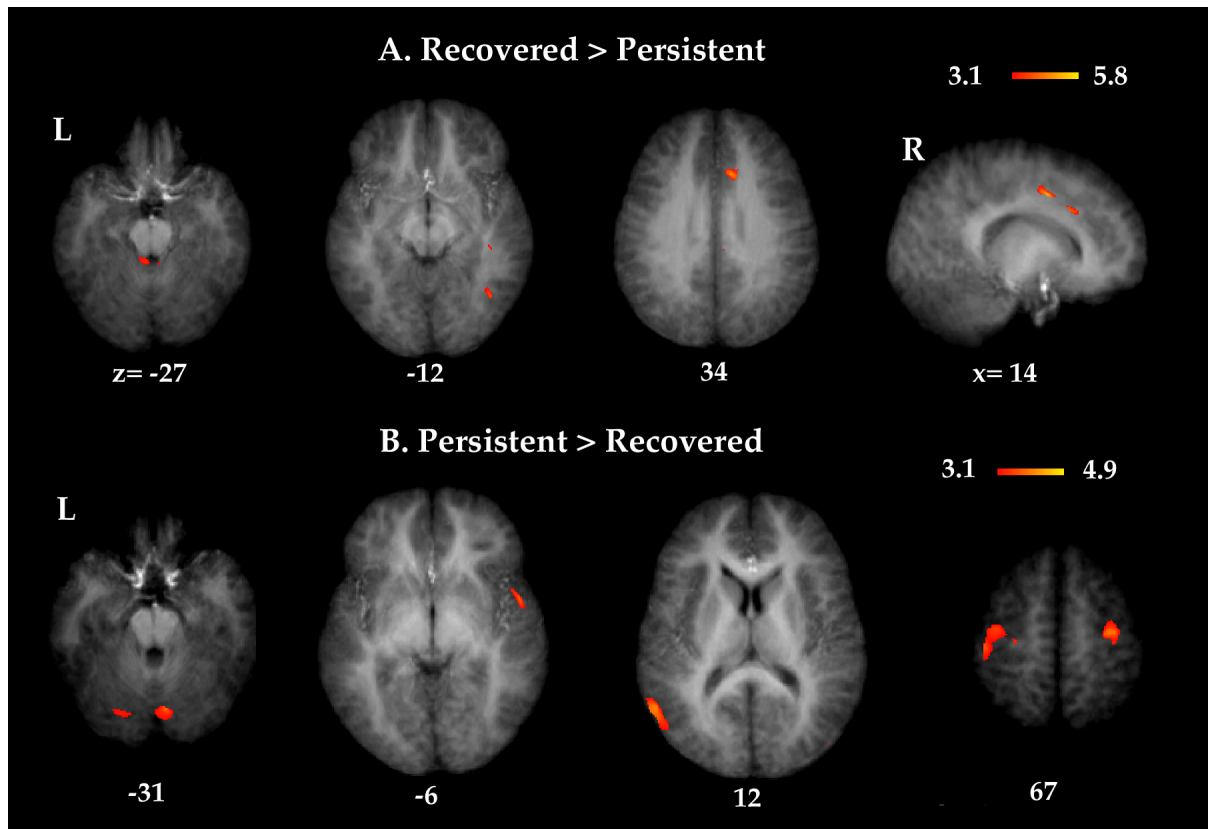 A. Recovered > Persistent
3.1 5.8
L
R
z= -27
-12
34
x= 14
B. Persistent > Recovered
3.1 4.9
L
-31
-6
12
67